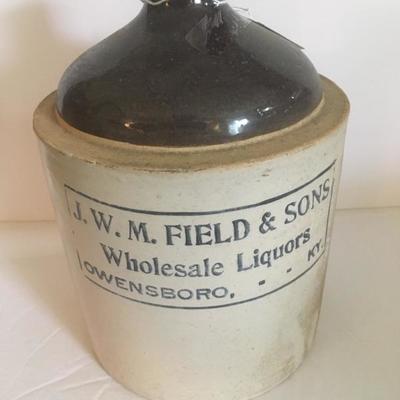 J. W. M. FIELD & SONS
Wholesale Liquors
OWENSBORO, - - KY.